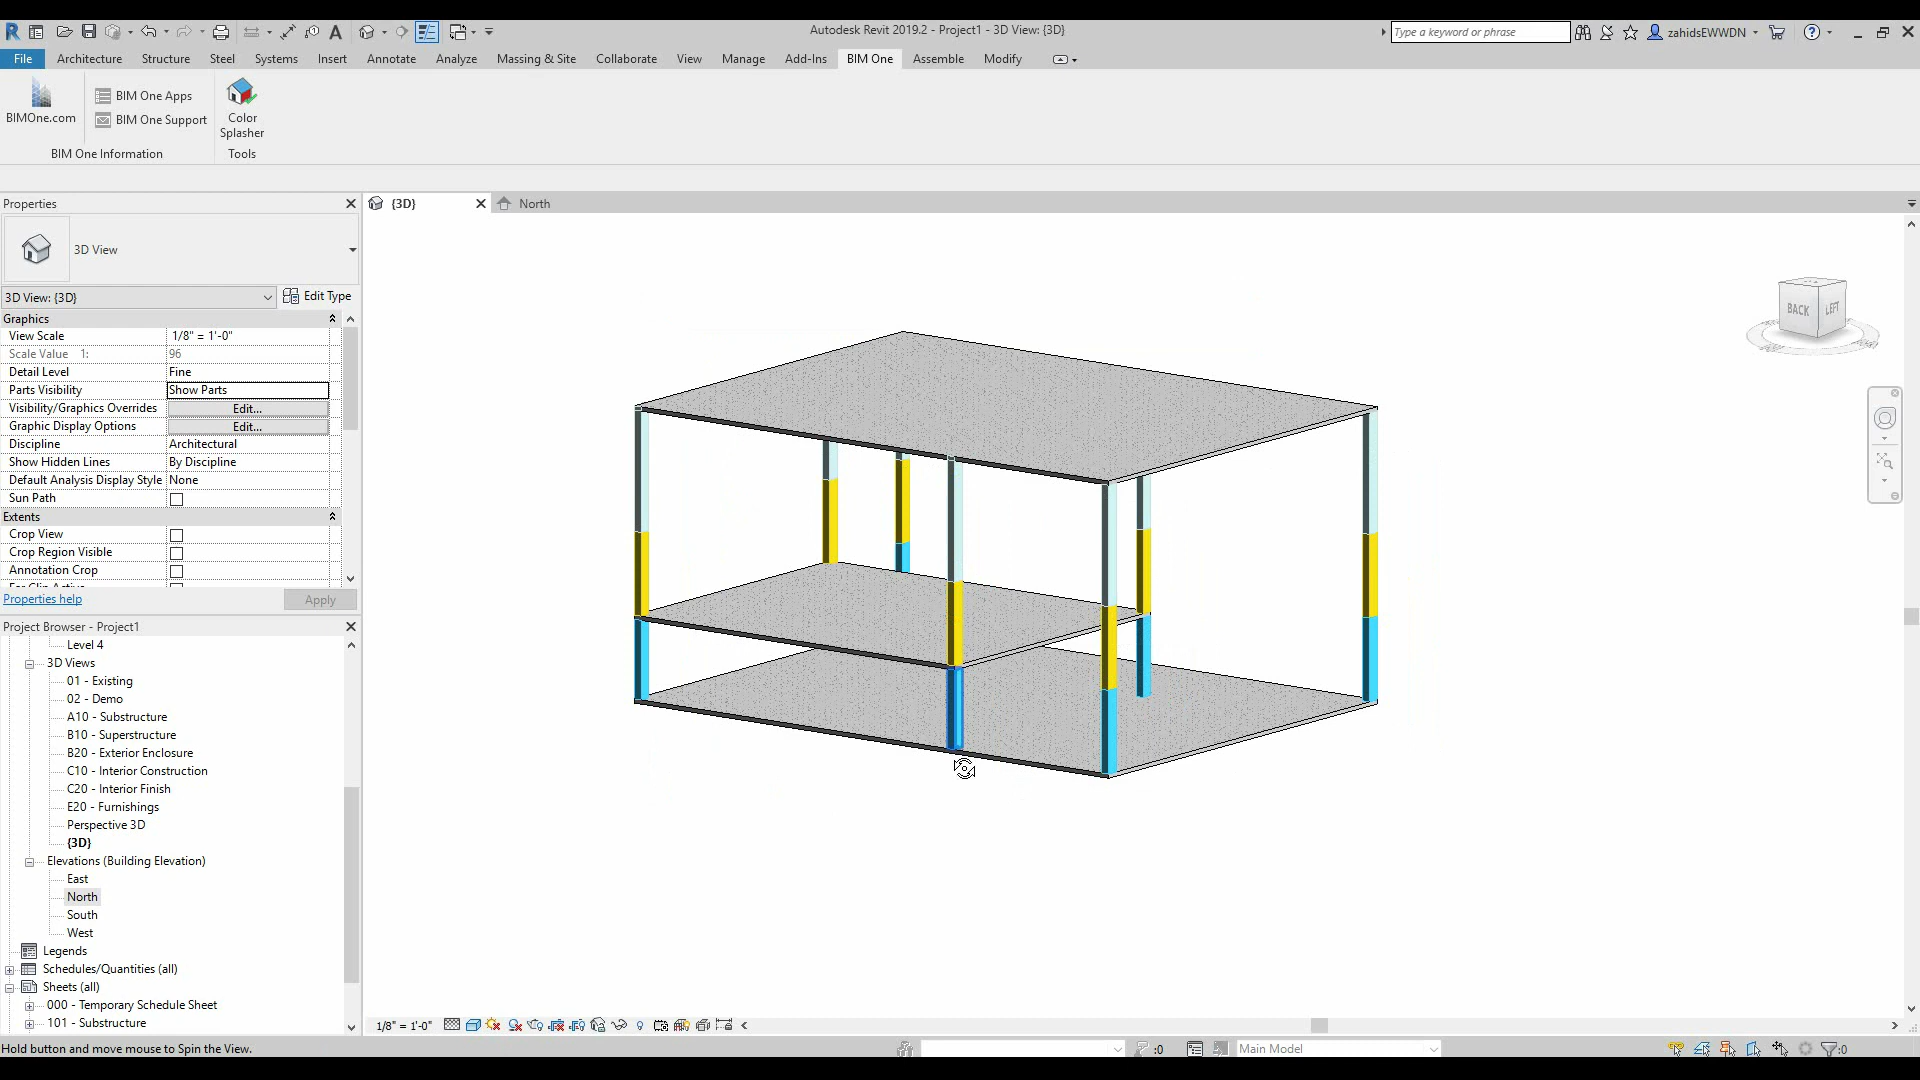 Autodesk Revit 2019.2 - Project1 - 3D View: {3D}
Type a keyword or phrase
zahidsEWWDN
File Architecture Structure Steel Systems Insert Annotate Analyze Massing & Site Collaborate View Manage Add-Ins BIM One Assemble Modify
BIMOne.com
BIM One Apps
BIM One Support
Color
Splasher
BIM One Information
Tools
Properties
{3D}
North
3D View
3D View: {3D}
Edit Type
Graphics
View Scale 1/8" = 1'-0"
Scale Value 1: 96
Detail Level Fine
Parts Visibility Show Parts
Visibility/Graphics Overrides Edit...
Graphic Display Options Edit...
Discipline Architectural
Show Hidden Lines By Discipline
Default Analysis Display Style None
Sun Path
Extents
Crop View
Crop Region Visible
Annotation Crop
Properties help
Apply
BACK
LEFT
Project Browser - Project1
Level 4
3D Views
01 - Existing
02 - Demo
A10 - Substructure
B10 - Superstructure
B20 - Exterior Enclosure
C10 - Interior Construction
C20 - Interior Finish
E20 - Furnishings
Perspective 3D
{3D}
Elevations (Building Elevation)
East
North
South
West
Legends
Schedules/Quantities (all)
Sheets (all)
000 - Temporary Schedule Sheet
101 - Substructure
1/8" = 1'-0"
Hold button and move mouse to Spin the View.
:0
Main Model
:0